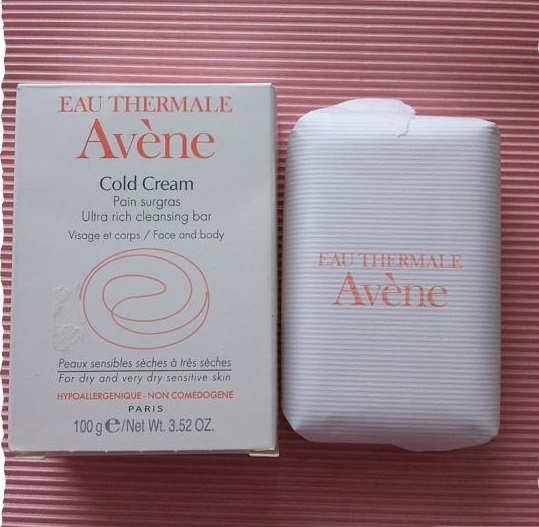 EAU THERMALE
Avène
Cold Cream
Pain surgras
Ultra rich cleansing bar
Visage et corps / Face and body
Peaux sensibles sèches à très sèches
For dry and very dry sensitive skin
HYPOALLERGENIQUE - NON COMEDOGENE
PARIS
100 g e/Net Wt. 3.52 OZ.
EAU THERMALE
Avène